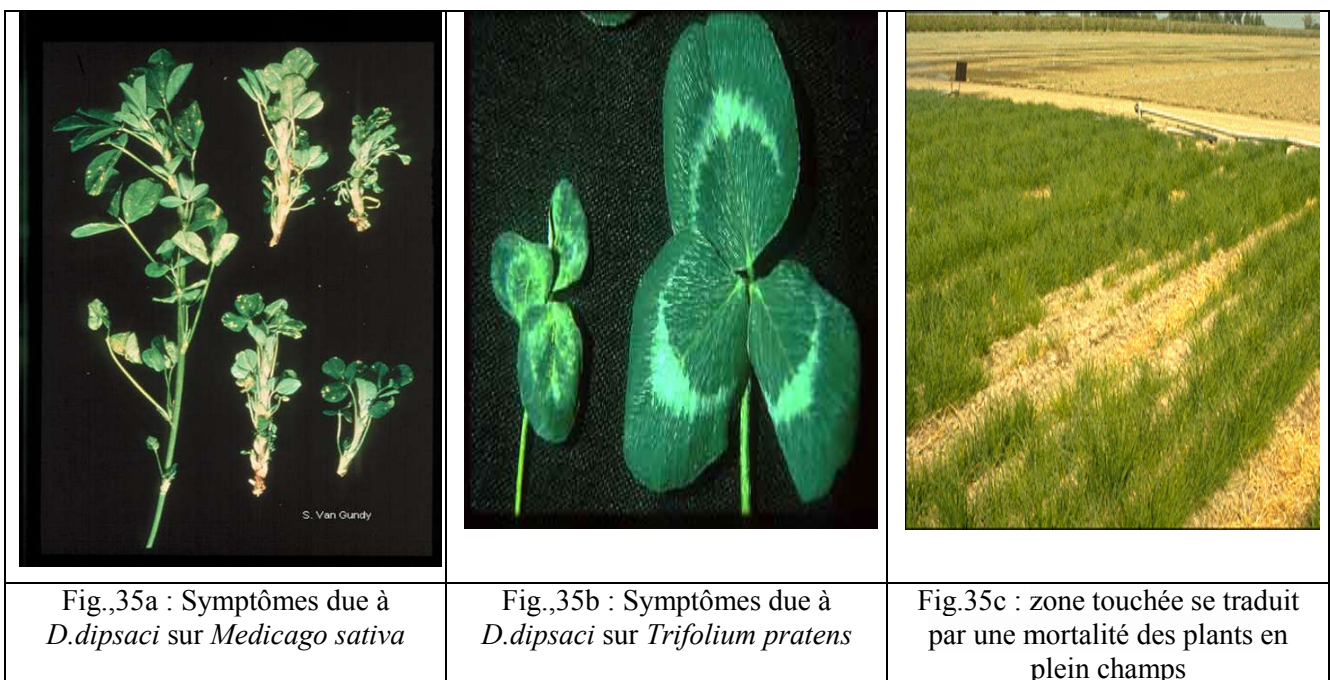 S. Van Gundy
Fig.,35a : Symptômes due à
D.dipsaci sur Medicago sativa
Fig.,35b : Symptômes due à
D.dipsaci sur Trifolium pratens
Fig.35c : zone touchée se traduit
par une mortalité des plants en
plein champs